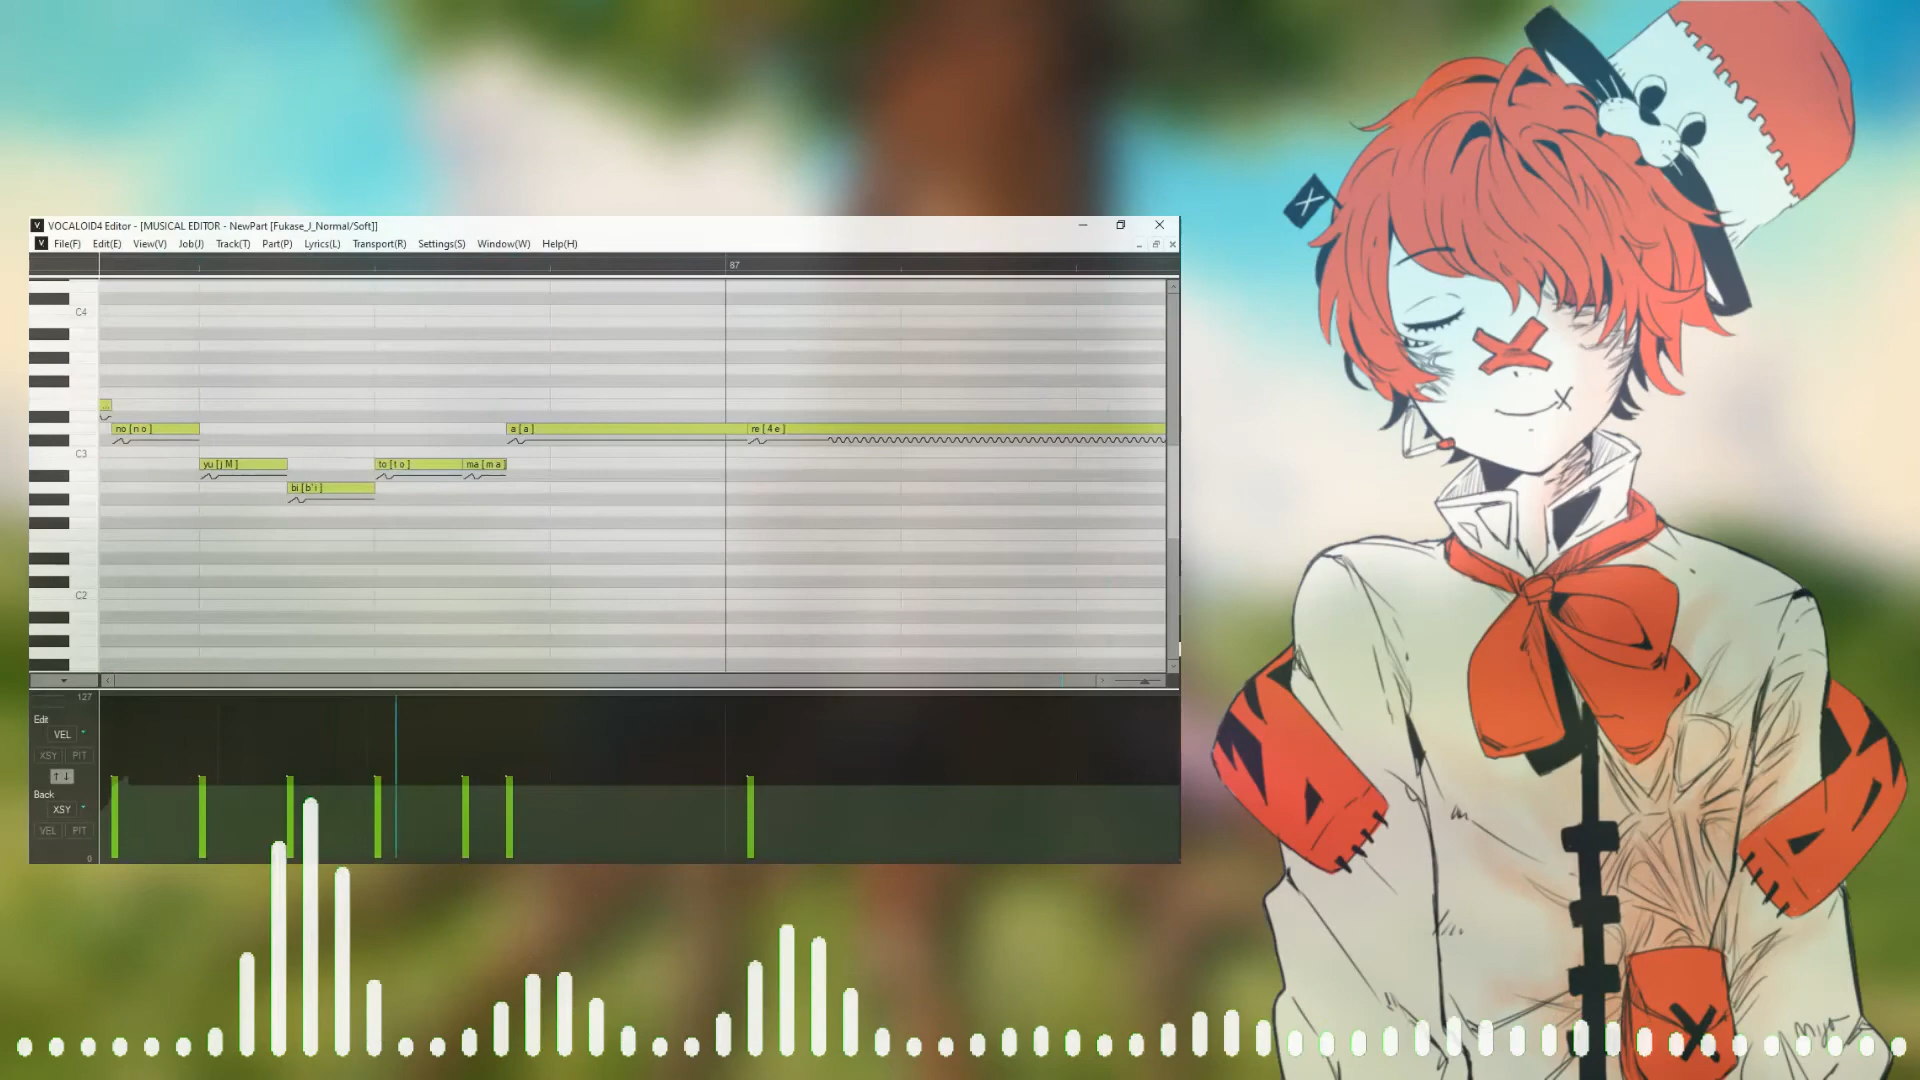 VOCALOID4 Editor - [MUSICAL EDITOR - NewPart [Fukase_J_Normal/Soft]]
File(F) Edit(E) View(V) Job(J) Track(T) Part(P) Lyrics(L) Transport(R) Settings(S) Window(W) Help(H)
87
C4
no [ n o ]
a [ a ]
re [ 4 e ]
C3
yu [ j M ]
to [ t o ]
ma [ m a ]
bi [ b' i ]
C2
127
Edit
VEL
XSY PIT
Back
XSY
VEL PIT
0
Miyo